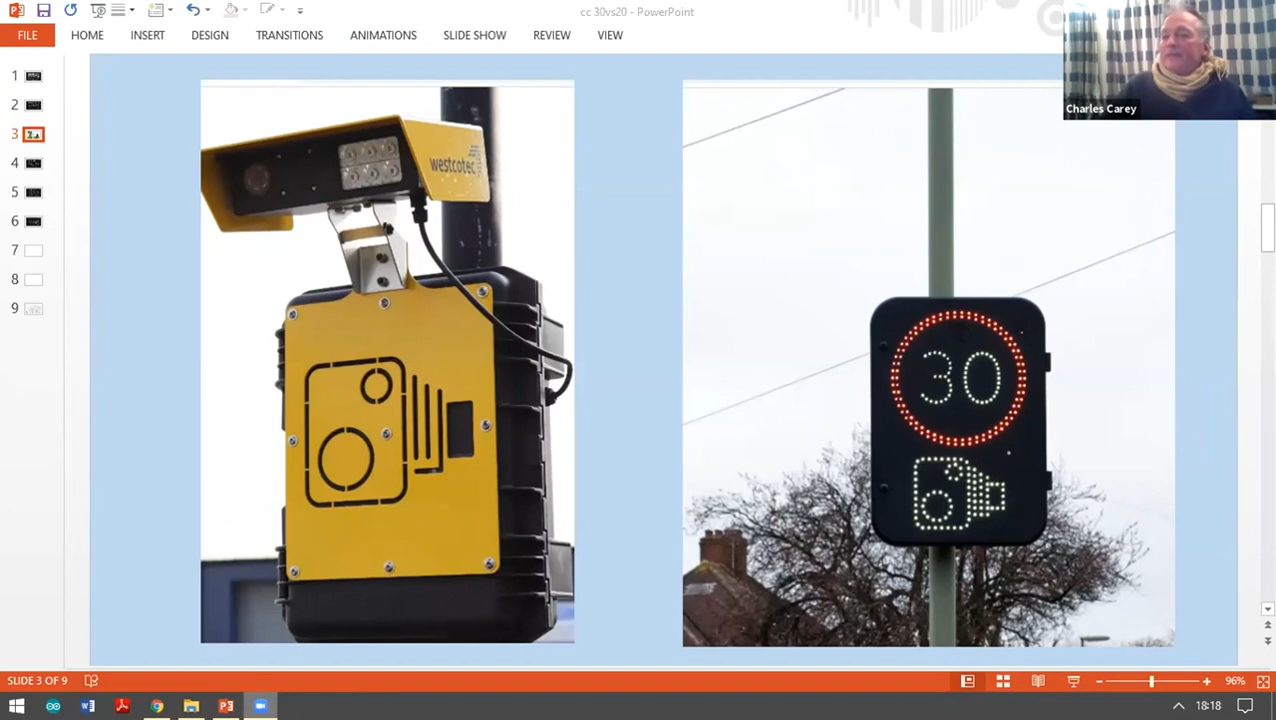 cc 30vs20 - PowerPoint
FILE
HOME
INSERT
DESIGN
TRANSITIONS
ANIMATIONS
SLIDE SHOW
REVIEW
VIEW
Charles Carey
1
2
3
4
5
6
7
8
9
westcotec
30
SLIDE 3 OF 9
96%
18:18